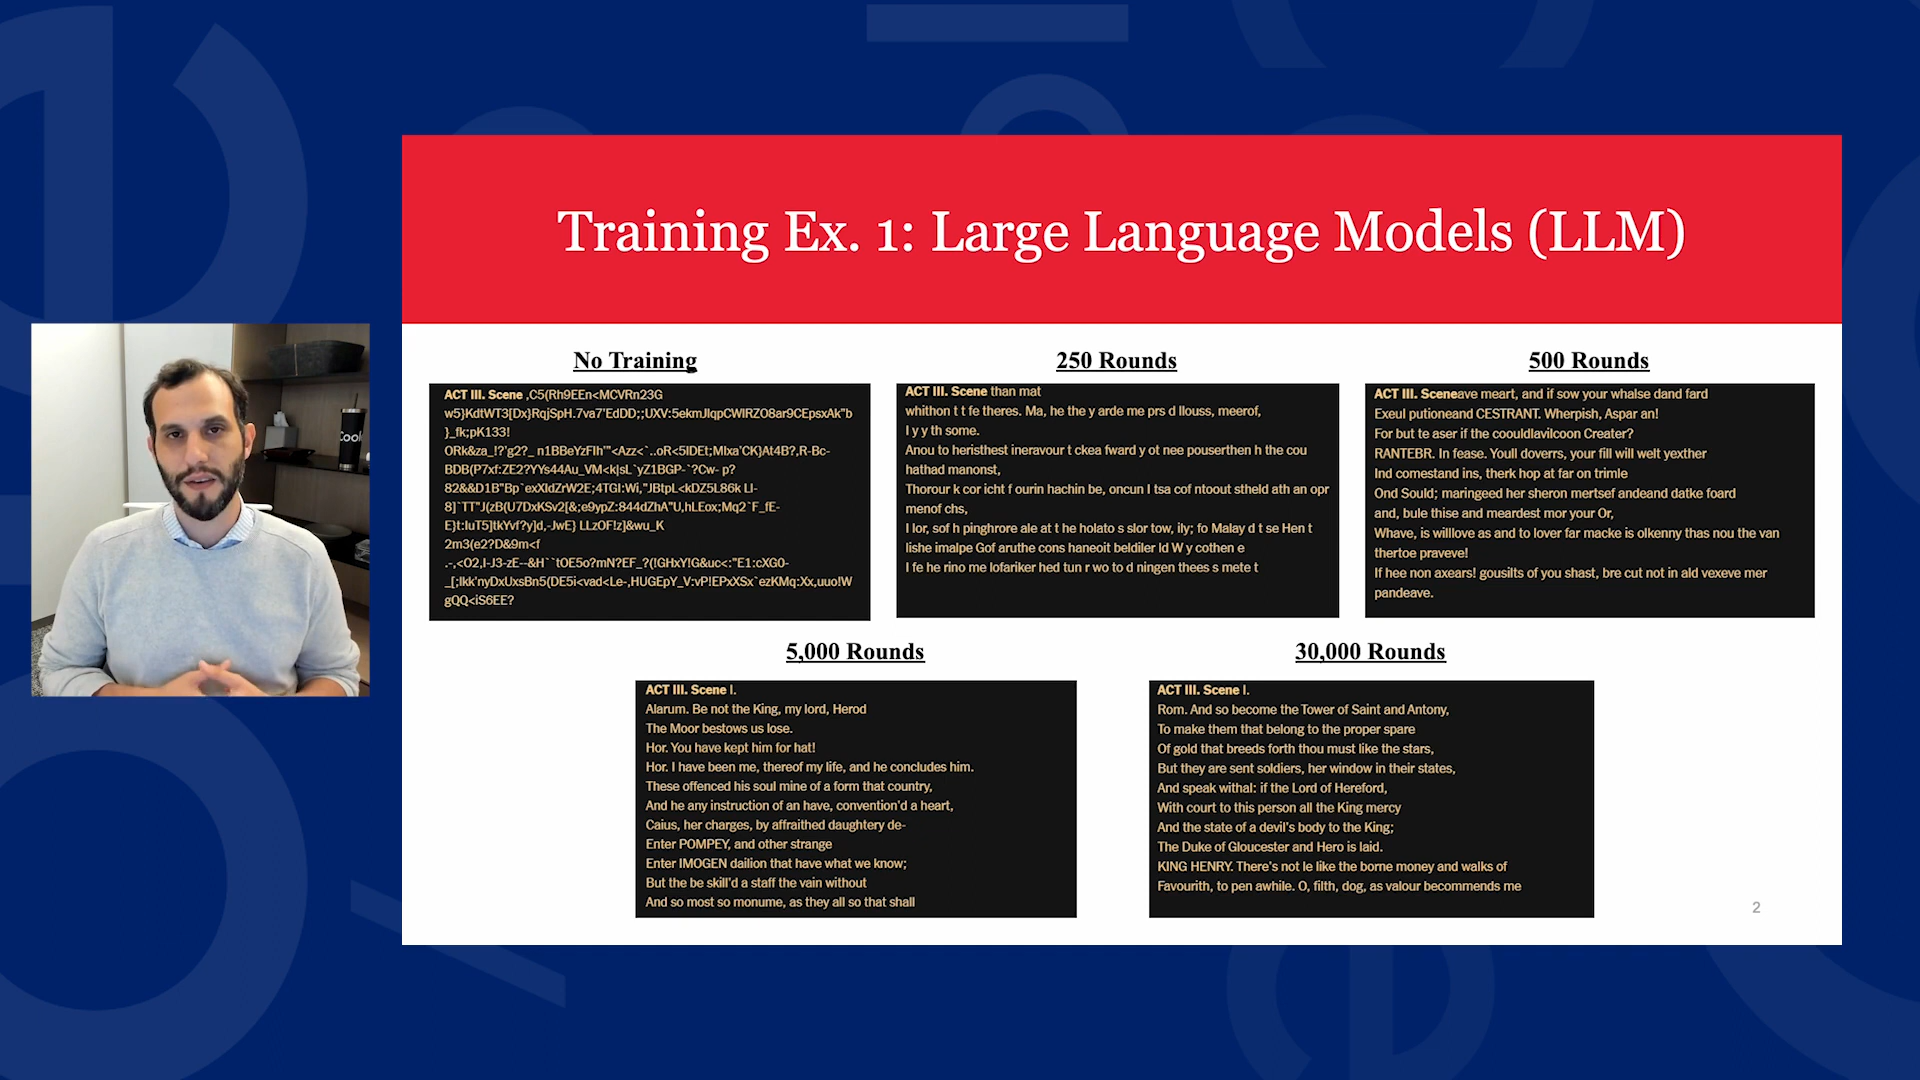 Training Ex. 1: Large Language Models (LLM)
No Training
ACT III. Scene ,C5(Rh9EEn<MCVRn23G
w5}KdtWT3[Dx}RqjSpH.7va7'EdDD;;UXV:5ekmJIqpCWIRZO8ar9CEpsxAk"b
}_fk;pK133!
ORk&za_!?'g2?_ n1BBeYzFlh'"<Azz<`..oR<5IDEt;MIxa'CK}At4B?,R-Bc-
BDB(P7xf:ZE2?YYs44Au_VM<k|sL`yZ1BGP-`?Cw- p?
82&&D1B"Bp`exXIdZrW2E;4TGI:Wi,"JBtpL<kDZ5L86k LI-
8]`TT"J(zB(U7DxKSv2[&;e9ypZ:844dZhA"U,hLEox;Mq2`F_fE-
E}t:IuT5]tkYvf?y]d,-JwE} LLzOF!z]&wu_K
2m3(e2?D&9m<f
.-,<O2,I-J3-zE--&H``tOE5o?mN?EF_?(!GHxY!G&uc<:"E1:cXG0-
_[;Ikk'nyDxUxsBn5(DE5i<vad<Le-,HUGEpY_V:vP!EPxXSx`ezKMq:Xx,uuo!W
gQQ<iS6EE?
250 Rounds
ACT III. Scene than mat
whithon t t fe theres. Ma, he the y arde me prs d llouss, meerof,
I y y th some.
Anou to heristhest ineravour t ckea fward y ot nee pouserthen h the cou
hathad manonst,
Thorour k cor icht f ourin hachin be, oncun I tsa cof ntoout stheld ath an opr
menof chs,
I lor, sof h pinghrore ale at t he holato s slor tow, ily; fo Malay d t se Hen t
lishe imalpe Gof aruthe cons haneoit beldiler ld W y cothen e
I fe he rino me lofariker hed tun r wo to d ningen thees s mete t
500 Rounds
ACT III. Sceneave meart, and if sow your whalse dand fard
Exeul putioneand CESTRANT. Wherpish, Aspar an!
For but te aser if the coouldlavilcoon Creater?
RANTEBR. In fease. Youll doverrs, your fill will welt yexther
Ind comestand ins, therk hop at far on trimle
Ond Sould; maringeed her sheron mertsef andeand datke foard
and, bule thise and meardest mor your Or,
Whave, is willlove as and to lover far macke is olkenny thas nou the van
thertoe praveve!
If hee non axears! gousilts of you shast, bre cut not in ald vexeve mer
pandeave.
5,000 Rounds
ACT III. Scene I.
Alarum. Be not the King, my lord, Herod
The Moor bestows us lose.
Hor. You have kept him for hat!
Hor. I have been me, thereof my life, and he concludes him.
These offenced his soul mine of a form that country,
And he any instruction of an have, convention'd a heart,
Caius, her charges, by affraithed daughtery de-
Enter POMPEY, and other strange
Enter IMOGEN dailion that have what we know;
But the be skill'd a staff the vain without
And so most so monume, as they all so that shall
30,000 Rounds
ACT III. Scene I.
Rom. And so become the Tower of Saint and Antony,
To make them that belong to the proper spare
Of gold that breeds forth thou must like the stars,
But they are sent soldiers, her window in their states,
And speak withal: if the Lord of Hereford,
With court to this person all the King mercy
And the state of a devil's body to the King;
The Duke of Gloucester and Hero is laid.
KING HENRY. There's not le like the borne money and walks of
Favourith, to pen awhile. O, filth, dog, as valour becommends me
2